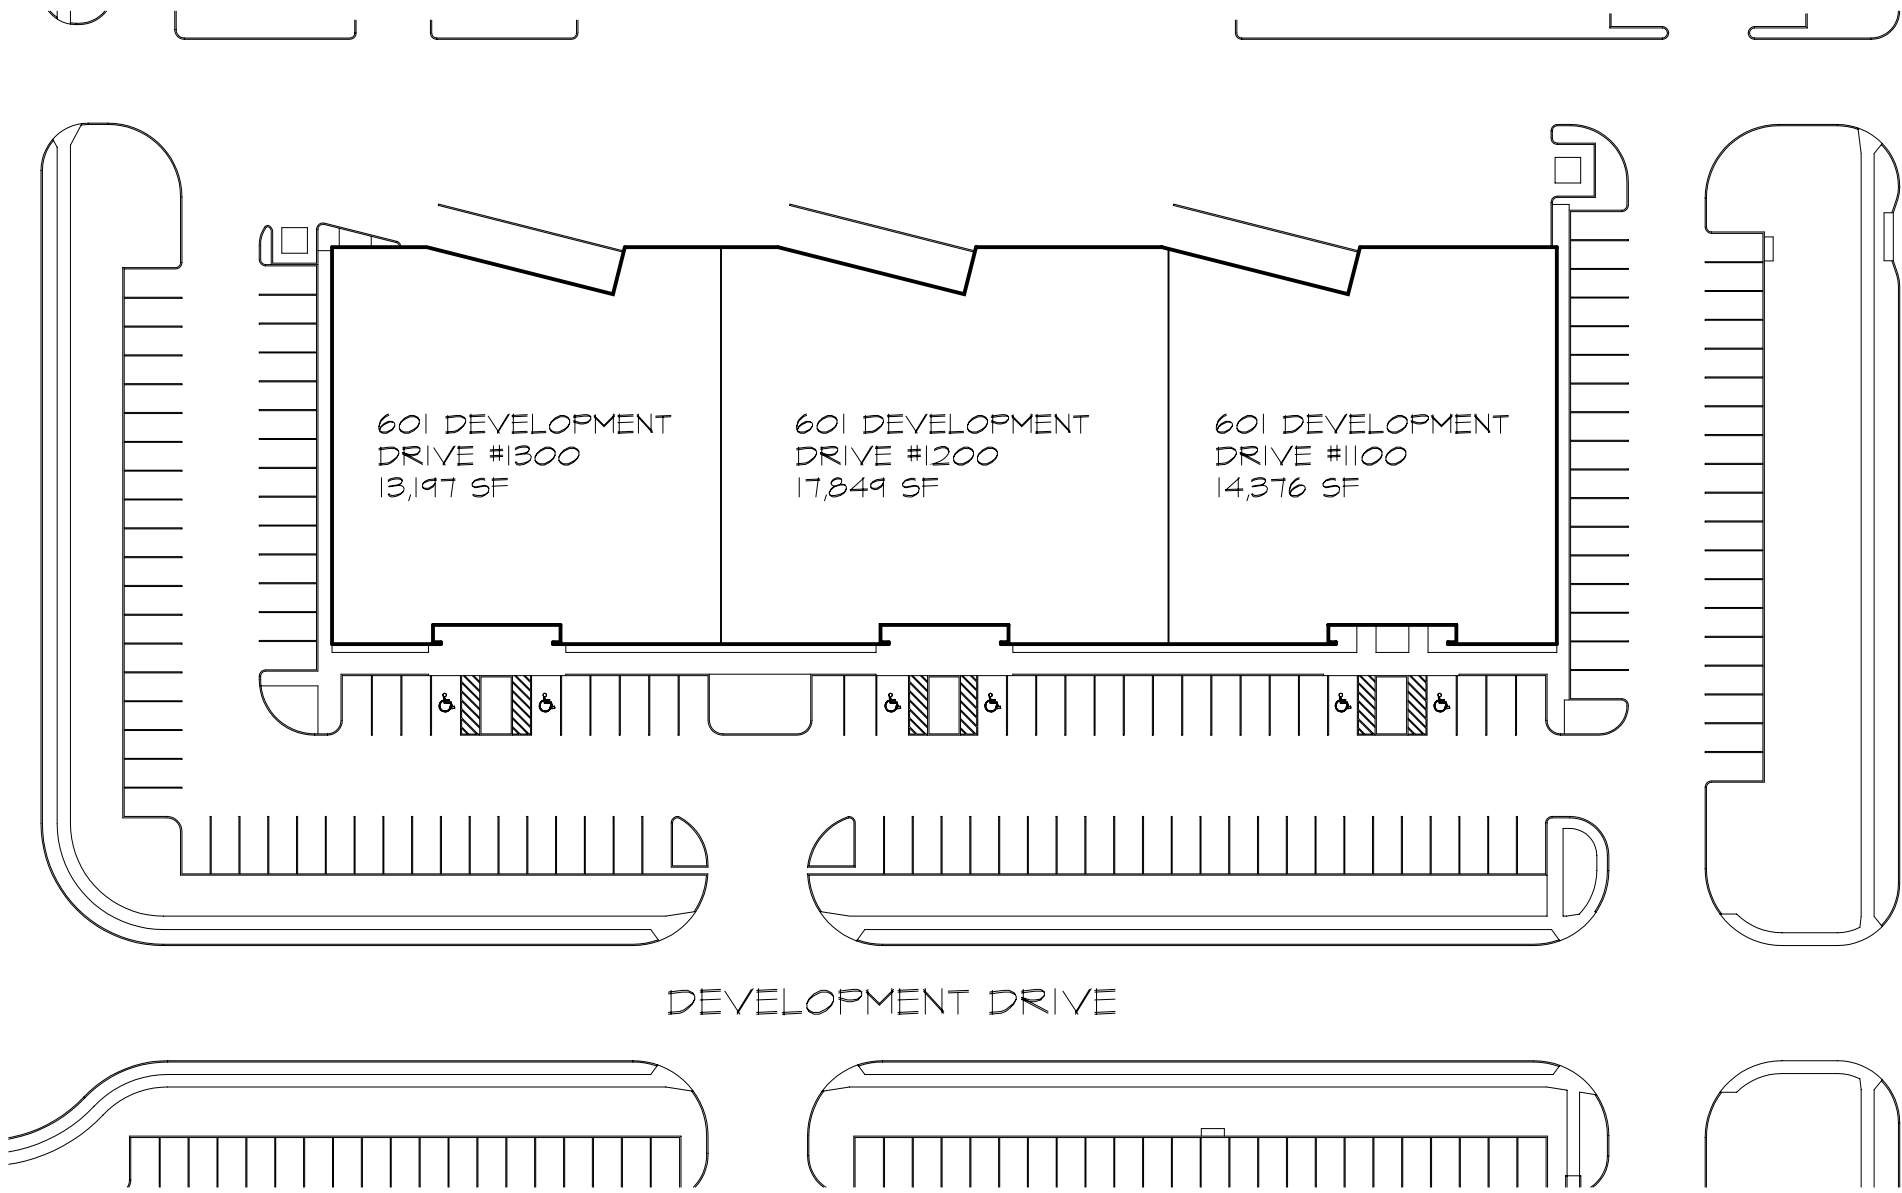 601 DEVELOPMENT
DRIVE #1300
13,197 SF
601 DEVELOPMENT
DRIVE #1200
17,849 SF
601 DEVELOPMENT
DRIVE #1100
14,376 SF
DEVELOPMENT DRIVE